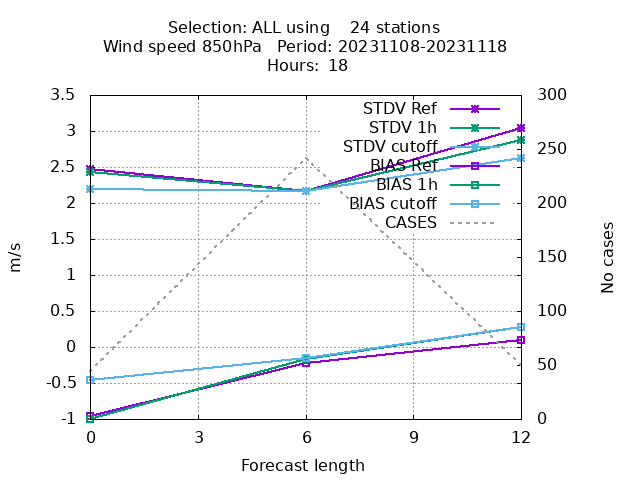 Selection: ALL using    24 stations
Wind speed 850hPa   Period: 20231108-20231118
Hours:  18
3.5
3
2.5
2
1.5
1
0.5
0
-0.5
-1
m/s
STDV Ref
STDV 1h
STDV cutoff
BIAS Ref
BIAS 1h
BIAS cutoff
CASES
300
250
200
150
100
50
0
No cases
0 3 6 9 12
Forecast length